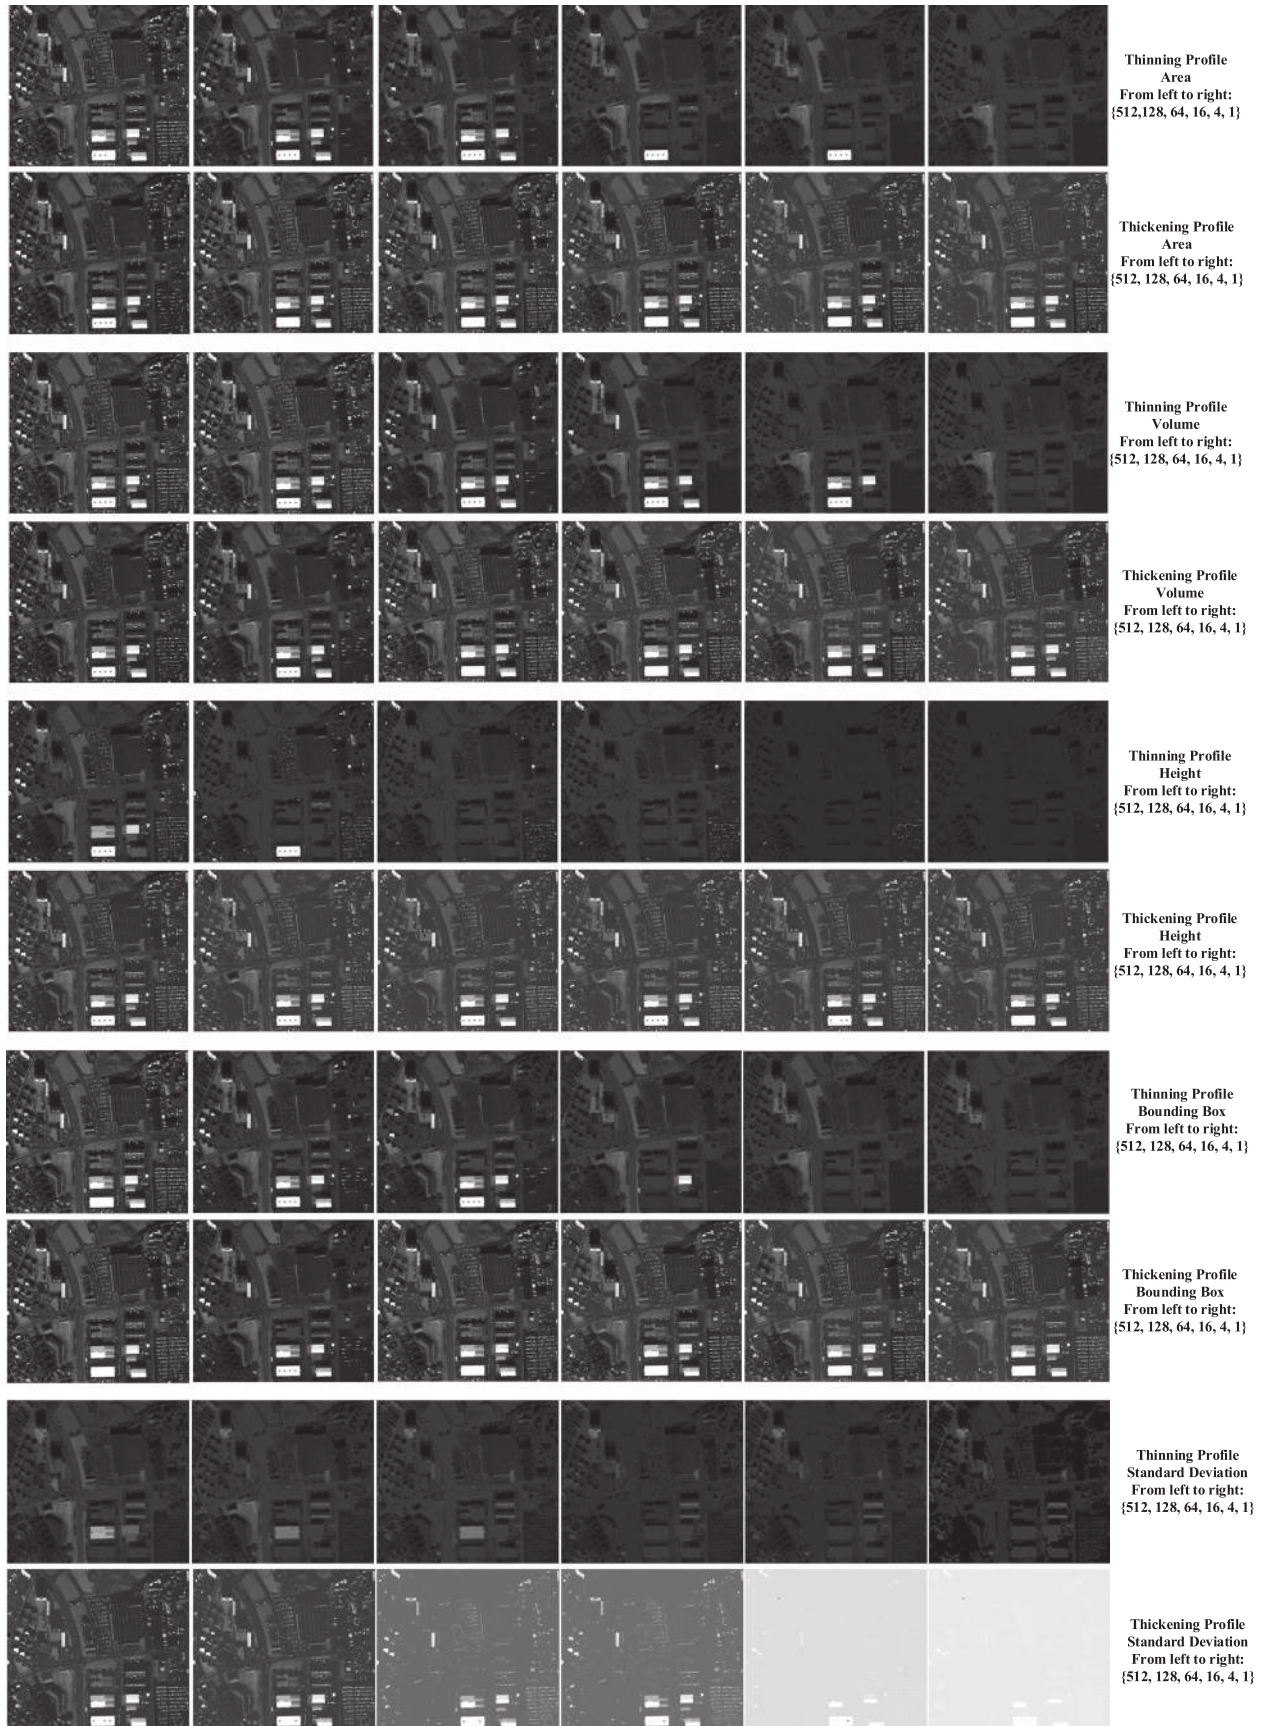 Thinning Profile
Area
From left to right:
{512,128, 64, 16, 4, 1}
Thickening Profile
Area
From left to right:
{512, 128, 64, 16, 4, 1}
Thinning Profile
Volume
From left to right:
{512, 128, 64, 16, 4, 1}
Thickening Profile
Volume
From left to right:
{512, 128, 64, 16, 4, 1}
Thinning Profile
Height
From left to right:
{512, 128, 64, 16, 4, 1}
Thickening Profile
Height
From left to right:
{512, 128, 64, 16, 4, 1}
Thinning Profile
Bounding Box
From left to right:
{512, 128, 64, 16, 4, 1}
Thickening Profile
Bounding Box
From left to right:
{512, 128, 64, 16, 4, 1}
Thinning Profile
Standard Deviation
From left to right:
{512, 128, 64, 16, 4, 1}
Thickening Profile
Standard Deviation
From left to right:
{512, 128, 64, 16, 4, 1}